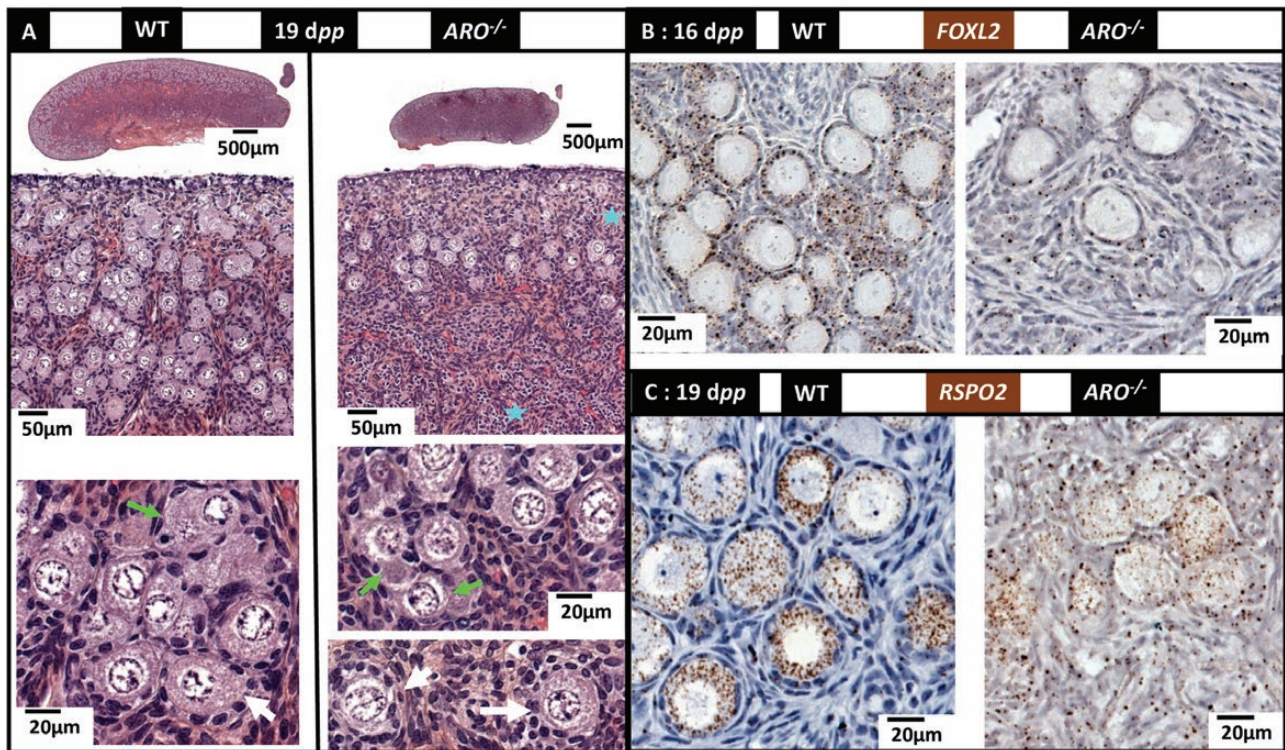 A WT 19 dpp ARO-/-
500µm
500µm
50µm
50µm
20µm
20µm
20µm
B : 16 dpp WT FOXL2 ARO-/-
20µm
20µm
C : 19 dpp WT RSPO2 ARO-/-
20µm
20µm